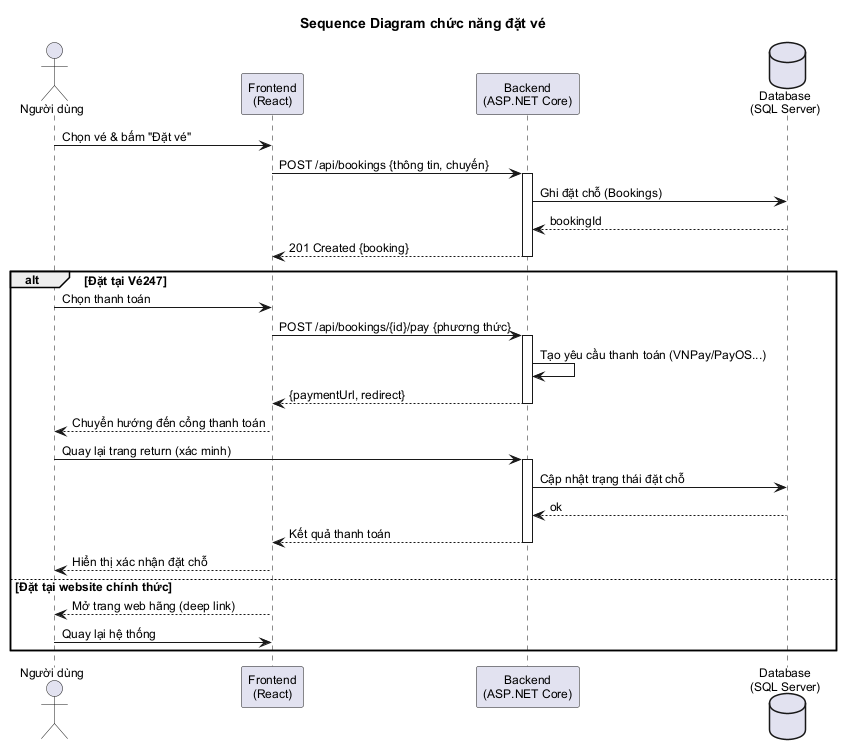 Sequence Diagram chức năng đặt vé
Người dùng
Frontend
(React)
Backend
(ASP.NET Core)
Database
(SQL Server)
Chọn vé & bấm "Đặt vé"
POST /api/bookings {thông tin, chuyến}
Ghi đặt chỗ (Bookings)
bookingId
201 Created {booking}
alt
[Đặt tại Vé247]
Chọn thanh toán
POST /api/bookings/{id}/pay {phương thức}
Tạo yêu cầu thanh toán (VNPay/PayOS...)
{paymentUrl, redirect}
Chuyển hướng đến cổng thanh toán
Quay lại trang return (xác minh)
Cập nhật trạng thái đặt chỗ
ok
Kết quả thanh toán
Hiển thị xác nhận đặt chỗ
[Đặt tại website chính thức]
Mở trang web hãng (deep link)
Quay lại hệ thống
Người dùng
Frontend
(React)
Backend
(ASP.NET Core)
Database
(SQL Server)